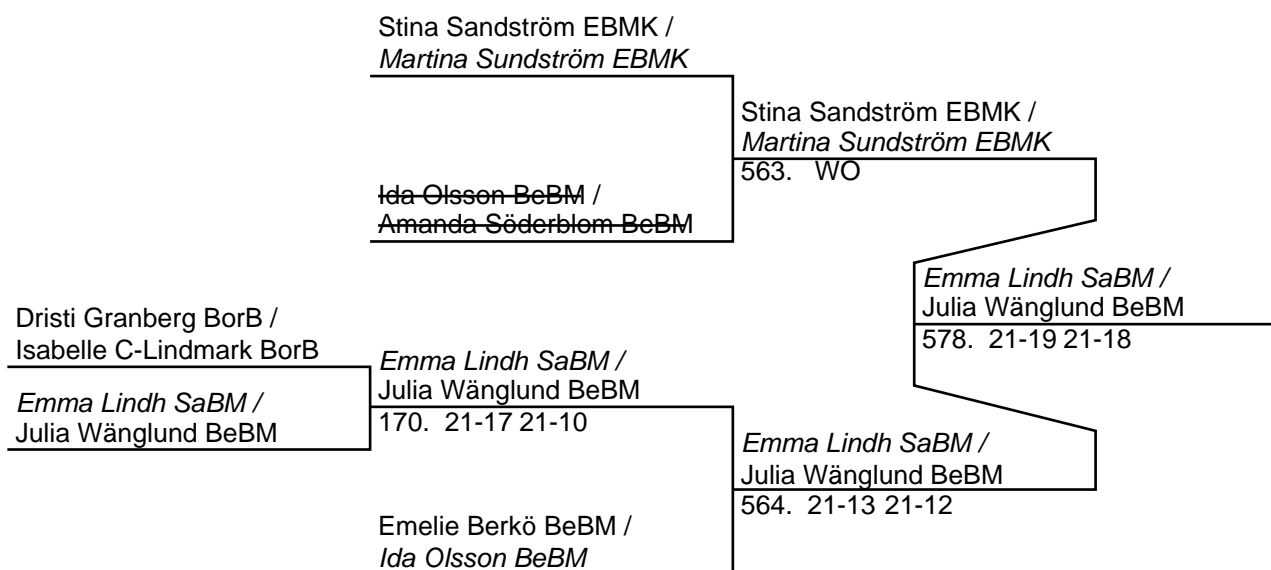 Stina Sandström EBMK /
Martina Sundström EBMK
Stina Sandström EBMK /
Martina Sundström EBMK
563. WO
Ida Olsson BeBM /
Amanda Söderblom BeBM
Emma Lindh SaBM /
Julia Wänglund BeBM
578. 21-19 21-18
Dristi Granberg BorB /
Isabelle C-Lindmark BorB
Emma Lindh SaBM /
Julia Wänglund BeBM
170. 21-17 21-10
Emma Lindh SaBM /
Julia Wänglund BeBM
Emma Lindh SaBM /
Julia Wänglund BeBM
564. 21-13 21-12
Emelie Berkö BeBM /
Ida Olsson BeBM